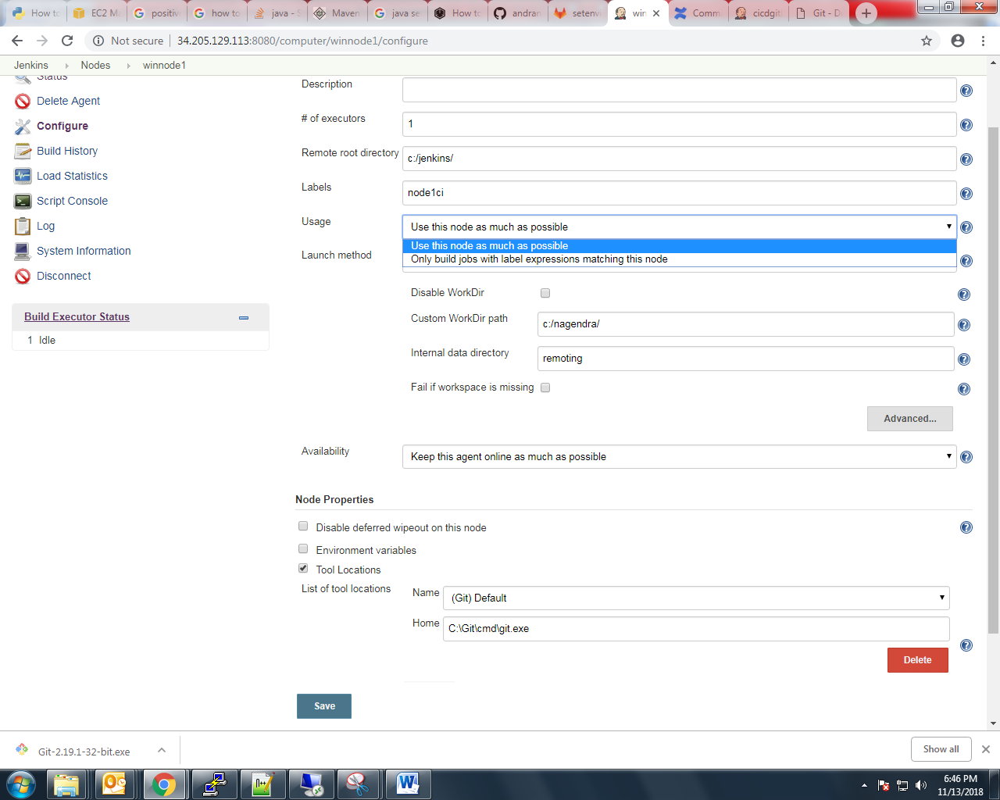 How to
EC2 Ma
positive
how to
java - S
Maven
java se
How to
andran
setenv
win
Comm
cicdgitl
Git - D
Not secure
34.205.129.113:8080/computer/winnode1/configure
Jenkins
Nodes
winnode1
Status
Delete Agent
Configure
Build History
Load Statistics
Script Console
Log
System Information
Disconnect
Build Executor Status
1 Idle
Description
# of executors
1
Remote root directory
c:/jenkins/
Labels
node1ci
Usage
Use this node as much as possible
Use this node as much as possible
Only build jobs with label expressions matching this node
Launch method
Disable WorkDir
Custom WorkDir path
c:/nagendra/
Internal data directory
remoting
Fail if workspace is missing
Advanced...
Availability
Keep this agent online as much as possible
Node Properties
Disable deferred wipeout on this node
Environment variables
Tool Locations
List of tool locations
Name
(Git) Default
Home
C:\Git\cmd\git.exe
Delete
Save
Git-2.19.1-32-bit.exe
Show all
6:46 PM
11/13/2018